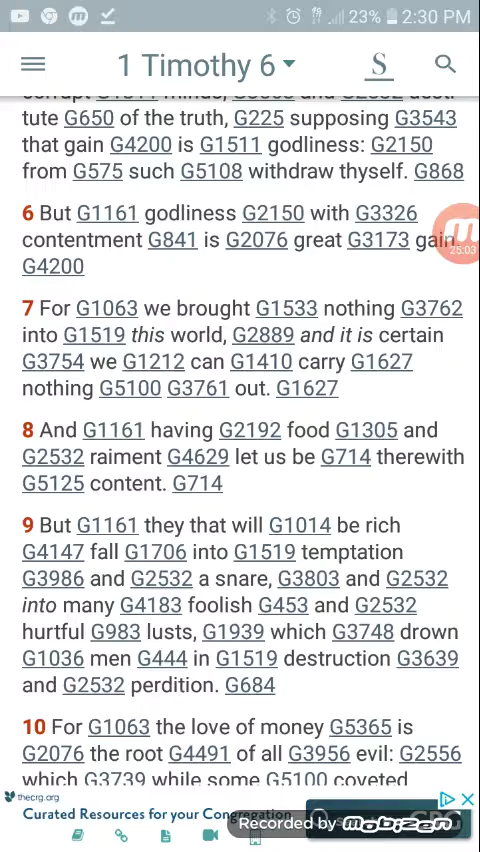 23% 2:30 PM
1 Timothy 6 S
tute G650 of the truth, G225 supposing G3543
that gain G4200 is G1511 godliness: G2150
from G575 such G5108 withdraw thyself. G868
6 But G1161 godliness G2150 with G3326
contentment G841 is G2076 great G3173 gain
G4200
25:03
7 For G1063 we brought G1533 nothing G3762
into G1519 this world, G2889 and it is certain
G3754 we G1212 can G1410 carry G1627
nothing G5100 G3761 out. G1627
8 And G1161 having G2192 food G1305 and
G2532 raiment G4629 let us be G714 therewith
G5125 content. G714
9 But G1161 they that will G1014 be rich
G4147 fall G1706 into G1519 temptation
G3986 and G2532 a snare, G3803 and G2532
into many G4183 foolish G453 and G2532
hurtful G983 lusts, G1939 which G3748 drown
G1036 men G444 in G1519 destruction G3639
and G2532 perdition. G684
10 For G1063 the love of money G5365 is
G2076 the root G4491 of all G3956 evil: G2556
which G3739 while some G5100 coveted
thecrg.org
Curated Resources for your Congregation
Recorded by mobizen